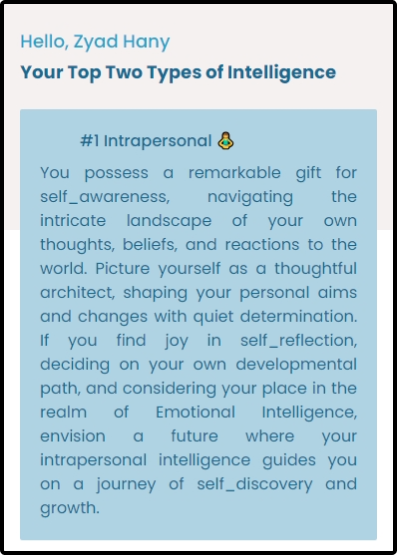 Hello, Zyad Hany
Your Top Two Types of Intelligence
#1 Intrapersonal
You possess a remarkable gift for
self_awareness, navigating the
intricate landscape of your own
thoughts, beliefs, and reactions to the
world. Picture yourself as a thoughtful
architect, shaping your personal aims
and changes with quiet determination.
If you find joy in self_reflection,
deciding on your own developmental
path, and considering your place in the
realm of Emotional Intelligence,
envision a future where your
intrapersonal intelligence guides you
on a journey of self_discovery and
growth.